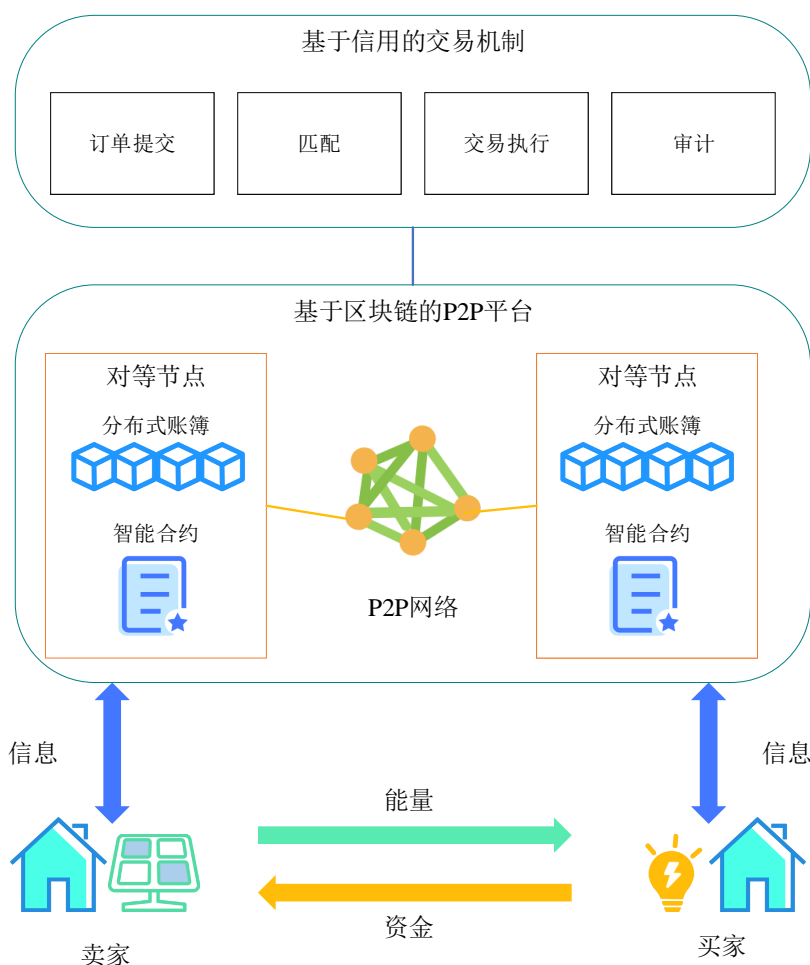 基于信用的交易机制
订单提交
匹配
交易执行
审计
基于区块链的P2P平台
对等节点
分布式账簿
智能合约
P2P网络
对等节点
分布式账簿
智能合约
信息
信息
能量
资金
卖家
买家